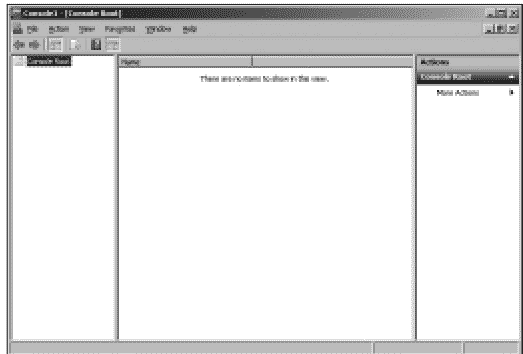 Console1 - [Console Root]
File Action View Favorites Window Help
Console Root
Name
There are no items to show in this view.
Actions
Console Root
More Actions